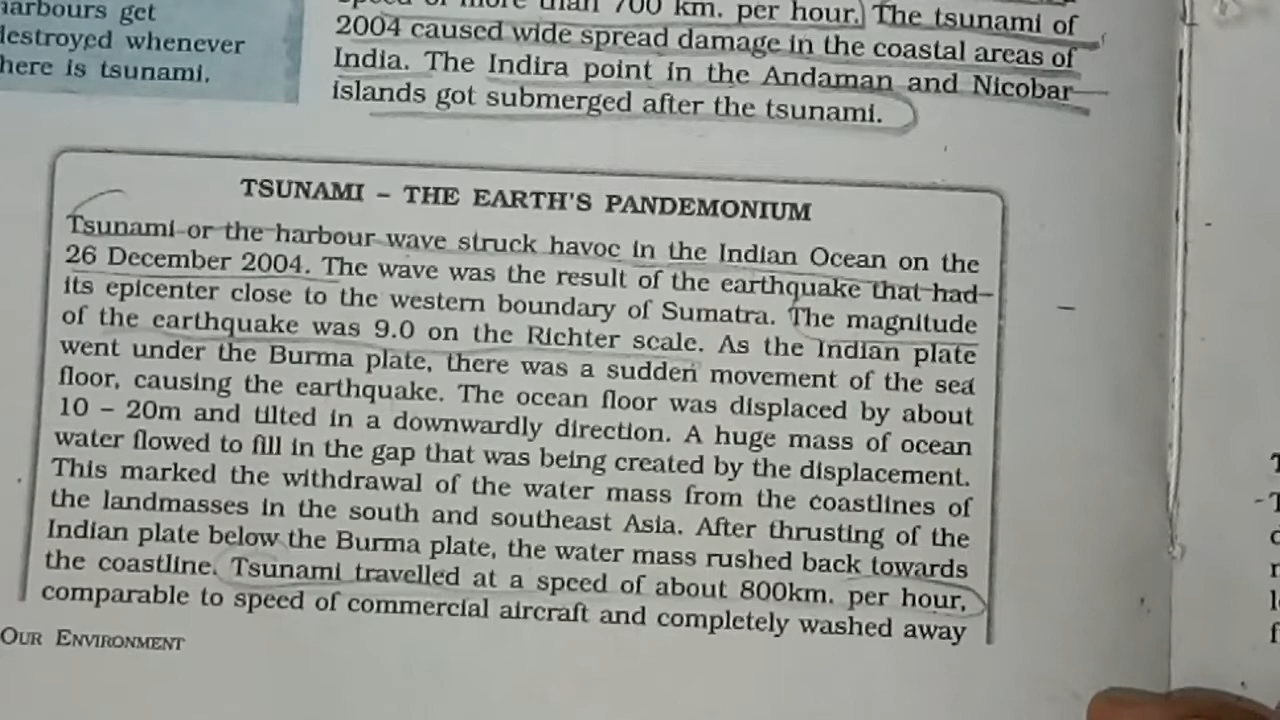 harbours get
destroyed whenever
there is tsunami.
speed of more than 700 km. per hour. The tsunami of
2004 caused wide spread damage in the coastal areas of
India. The Indira point in the Andaman and Nicobar
islands got submerged after the tsunami.
TSUNAMI – THE EARTH'S PANDEMONIUM
Tsunami or the harbour wave struck havoc in the Indian Ocean on the
26 December 2004. The wave was the result of the earthquake that had
its epicenter close to the western boundary of Sumatra. The magnitude
of the earthquake was 9.0 on the Richter scale. As the Indian plate
went under the Burma plate, there was a sudden movement of the sea
floor, causing the earthquake. The ocean floor was displaced by about
10 – 20m and tilted in a downwardly direction. A huge mass of ocean
water flowed to fill in the gap that was being created by the displacement.
This marked the withdrawal of the water mass from the coastlines of
the landmasses in the south and southeast Asia. After thrusting of the
Indian plate below the Burma plate, the water mass rushed back towards
the coastline. Tsunami travelled at a speed of about 800km. per hour,
comparable to speed of commercial aircraft and completely washed away
OUR ENVIRONMENT